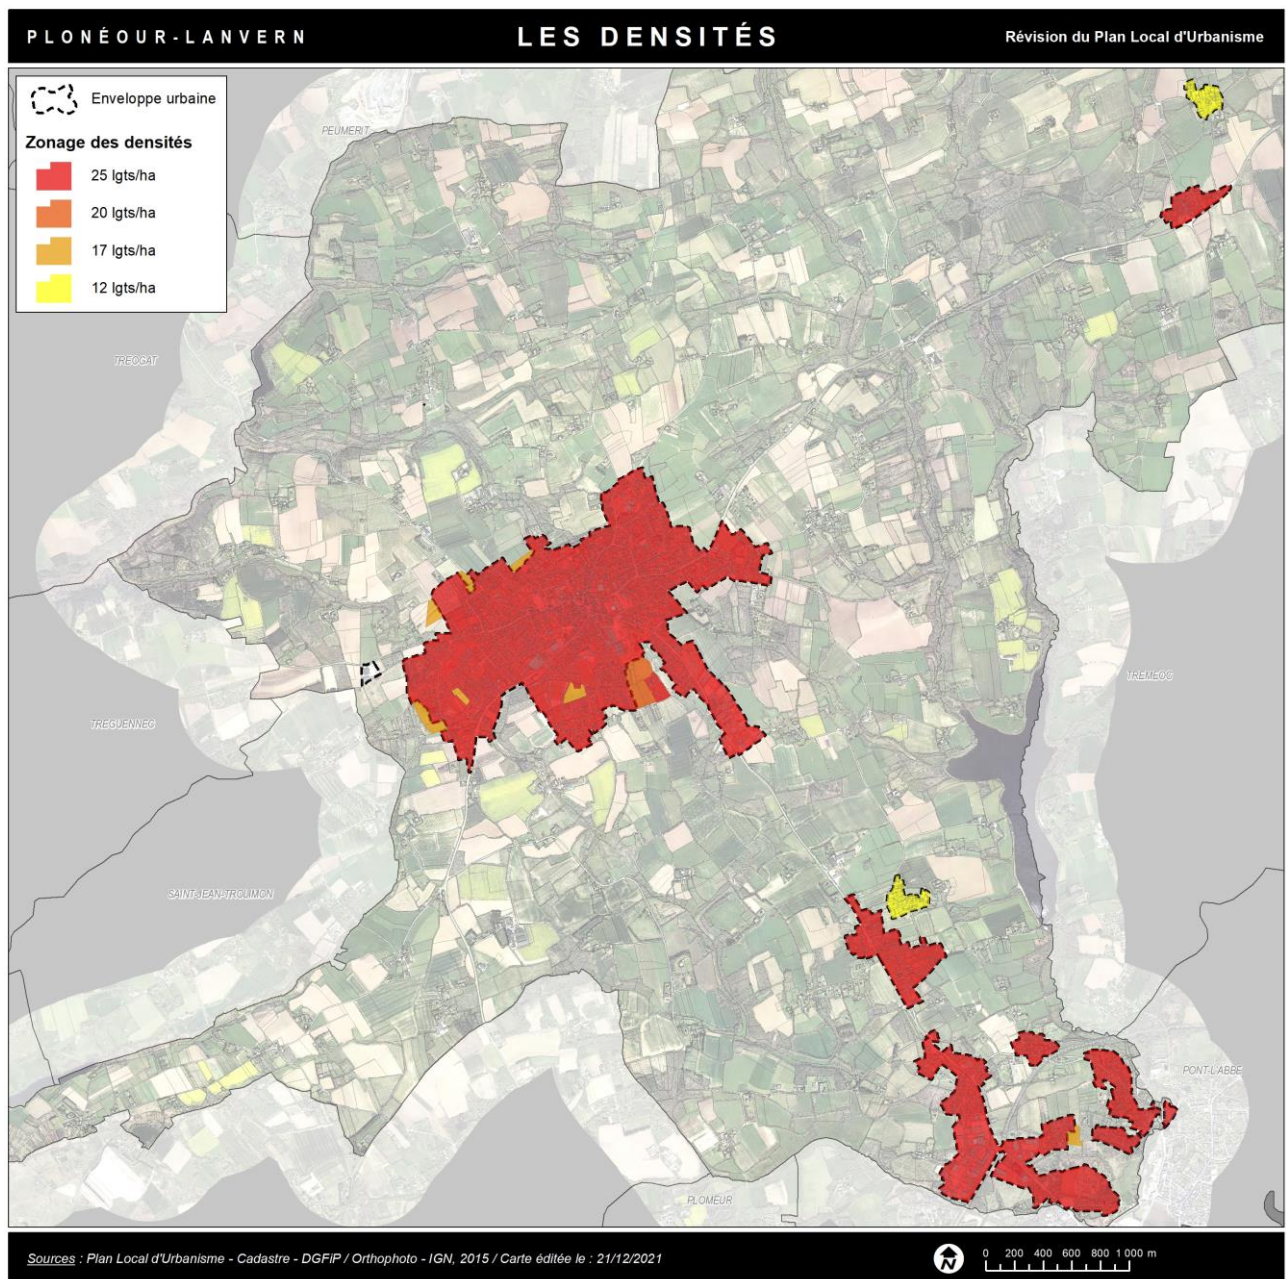 PLONÉOUR-LANVERN
LES DENSITÉS
Révision du Plan Local d'Urbanisme
Enveloppe urbaine
Zonage des densités
25 lgts/ha
20 lgts/ha
17 lgts/ha
12 lgts/ha
PEUMERIT
TREOGAT
TREMEOC
TREGUENNEC
SAINT-JEAN-TROLIMON
PONT-L'ABBE
PLOMEUR
Sources : Plan Local d'Urbanisme - Cadastre - DGFiP / Orthophoto - IGN, 2015 / Carte éditée le : 21/12/2021
N
0 200 400 600 800 1 000 m